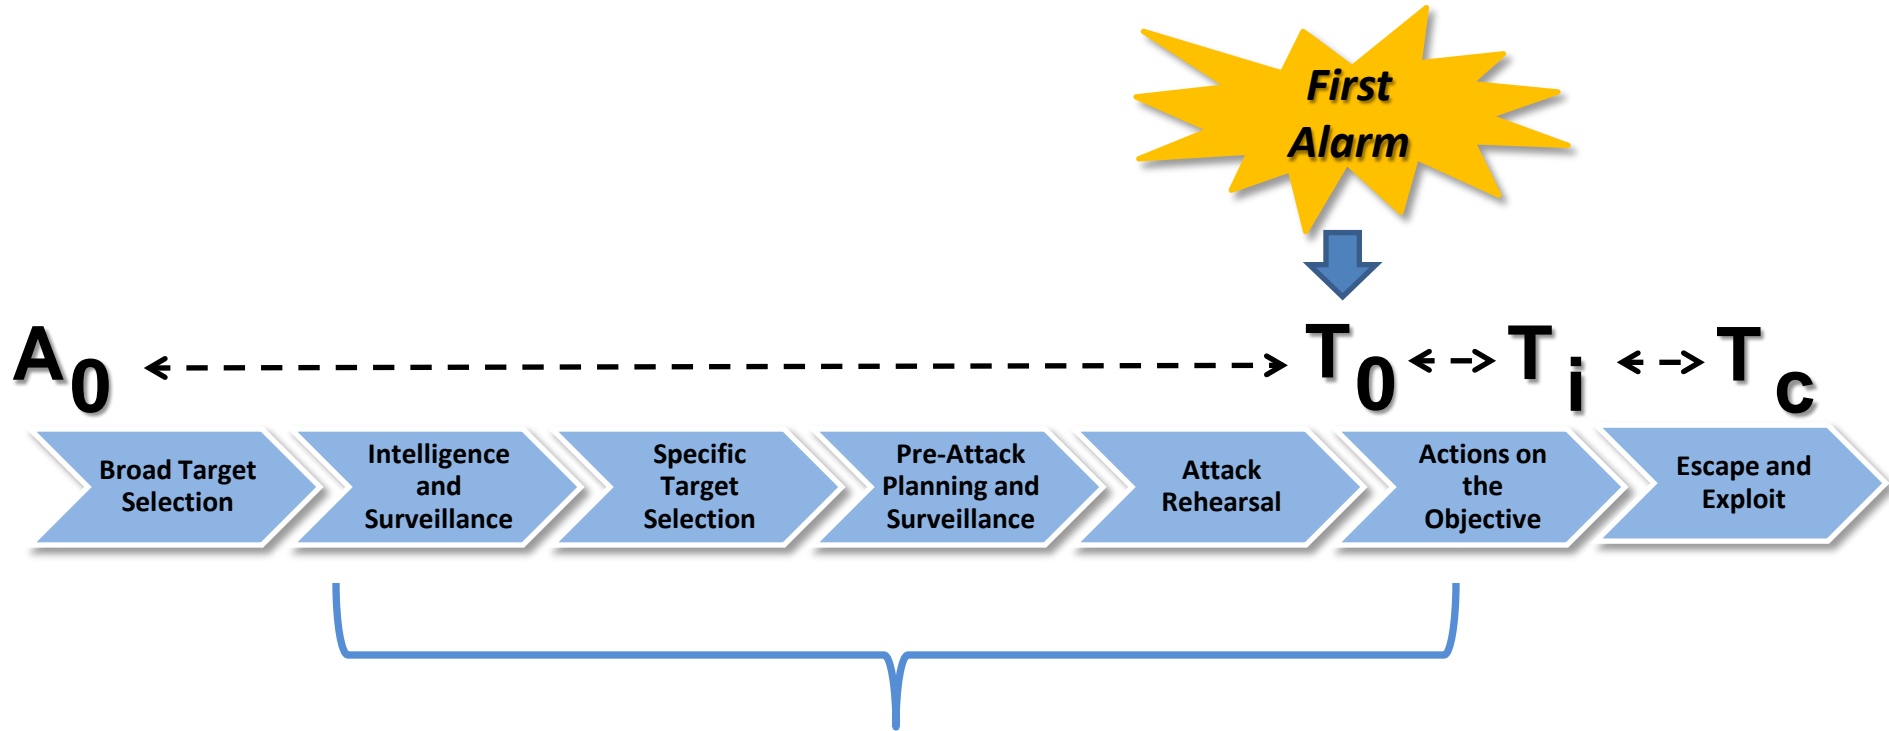 First
Alarm
A0
T0
Ti
Tc
Broad Target
Selection
Intelligence
and
Surveillance
Specific
Target
Selection
Pre-Attack
Planning and
Surveillance
Attack
Rehearsal
Actions on
the
Objective
Escape and
Exploit